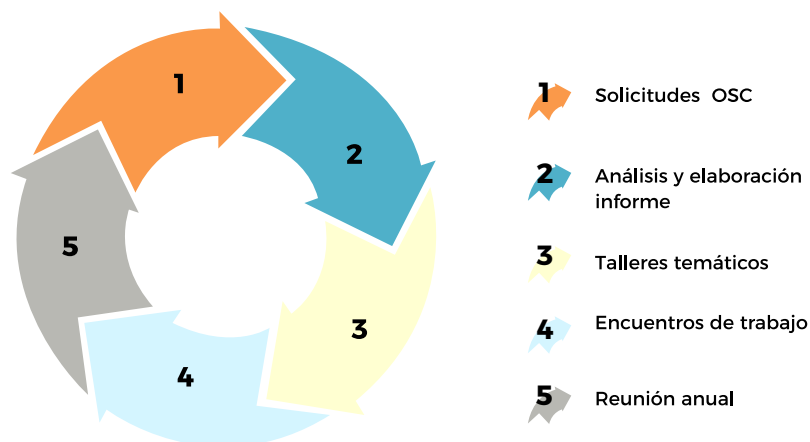 1
2
3
4
5
1 Solicitudes OSC
2 Análisis y elaboración
informe
3 Talleres temáticos
4 Encuentros de trabajo
5 Reunión anual